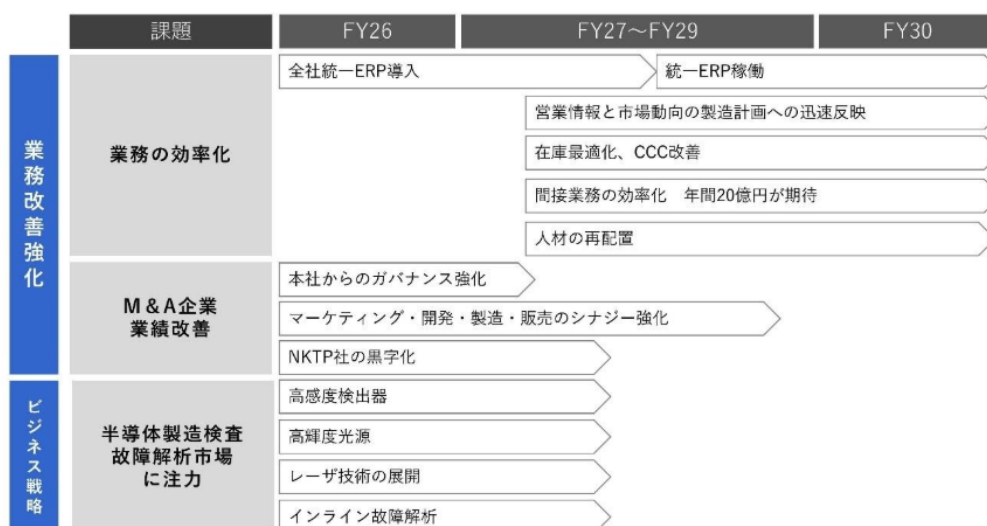 課題
FY26
FY27～FY29
FY30
業務改善強化
業務の効率化
全社統一ERP導入
統一ERP稼働
営業情報と市場動向の製造計画への迅速反映
在庫最適化、CCC改善
間接業務の効率化　年間20億円が期待
人材の再配置
M＆A企業
業績改善
本社からのガバナンス強化
マーケティング・開発・製造・販売のシナジー強化
NKTP社の黒字化
ビジネス戦略
半導体製造検査
故障解析市場
に注力
高感度検出器
高輝度光源
レーザ技術の展開
インライン故障解析